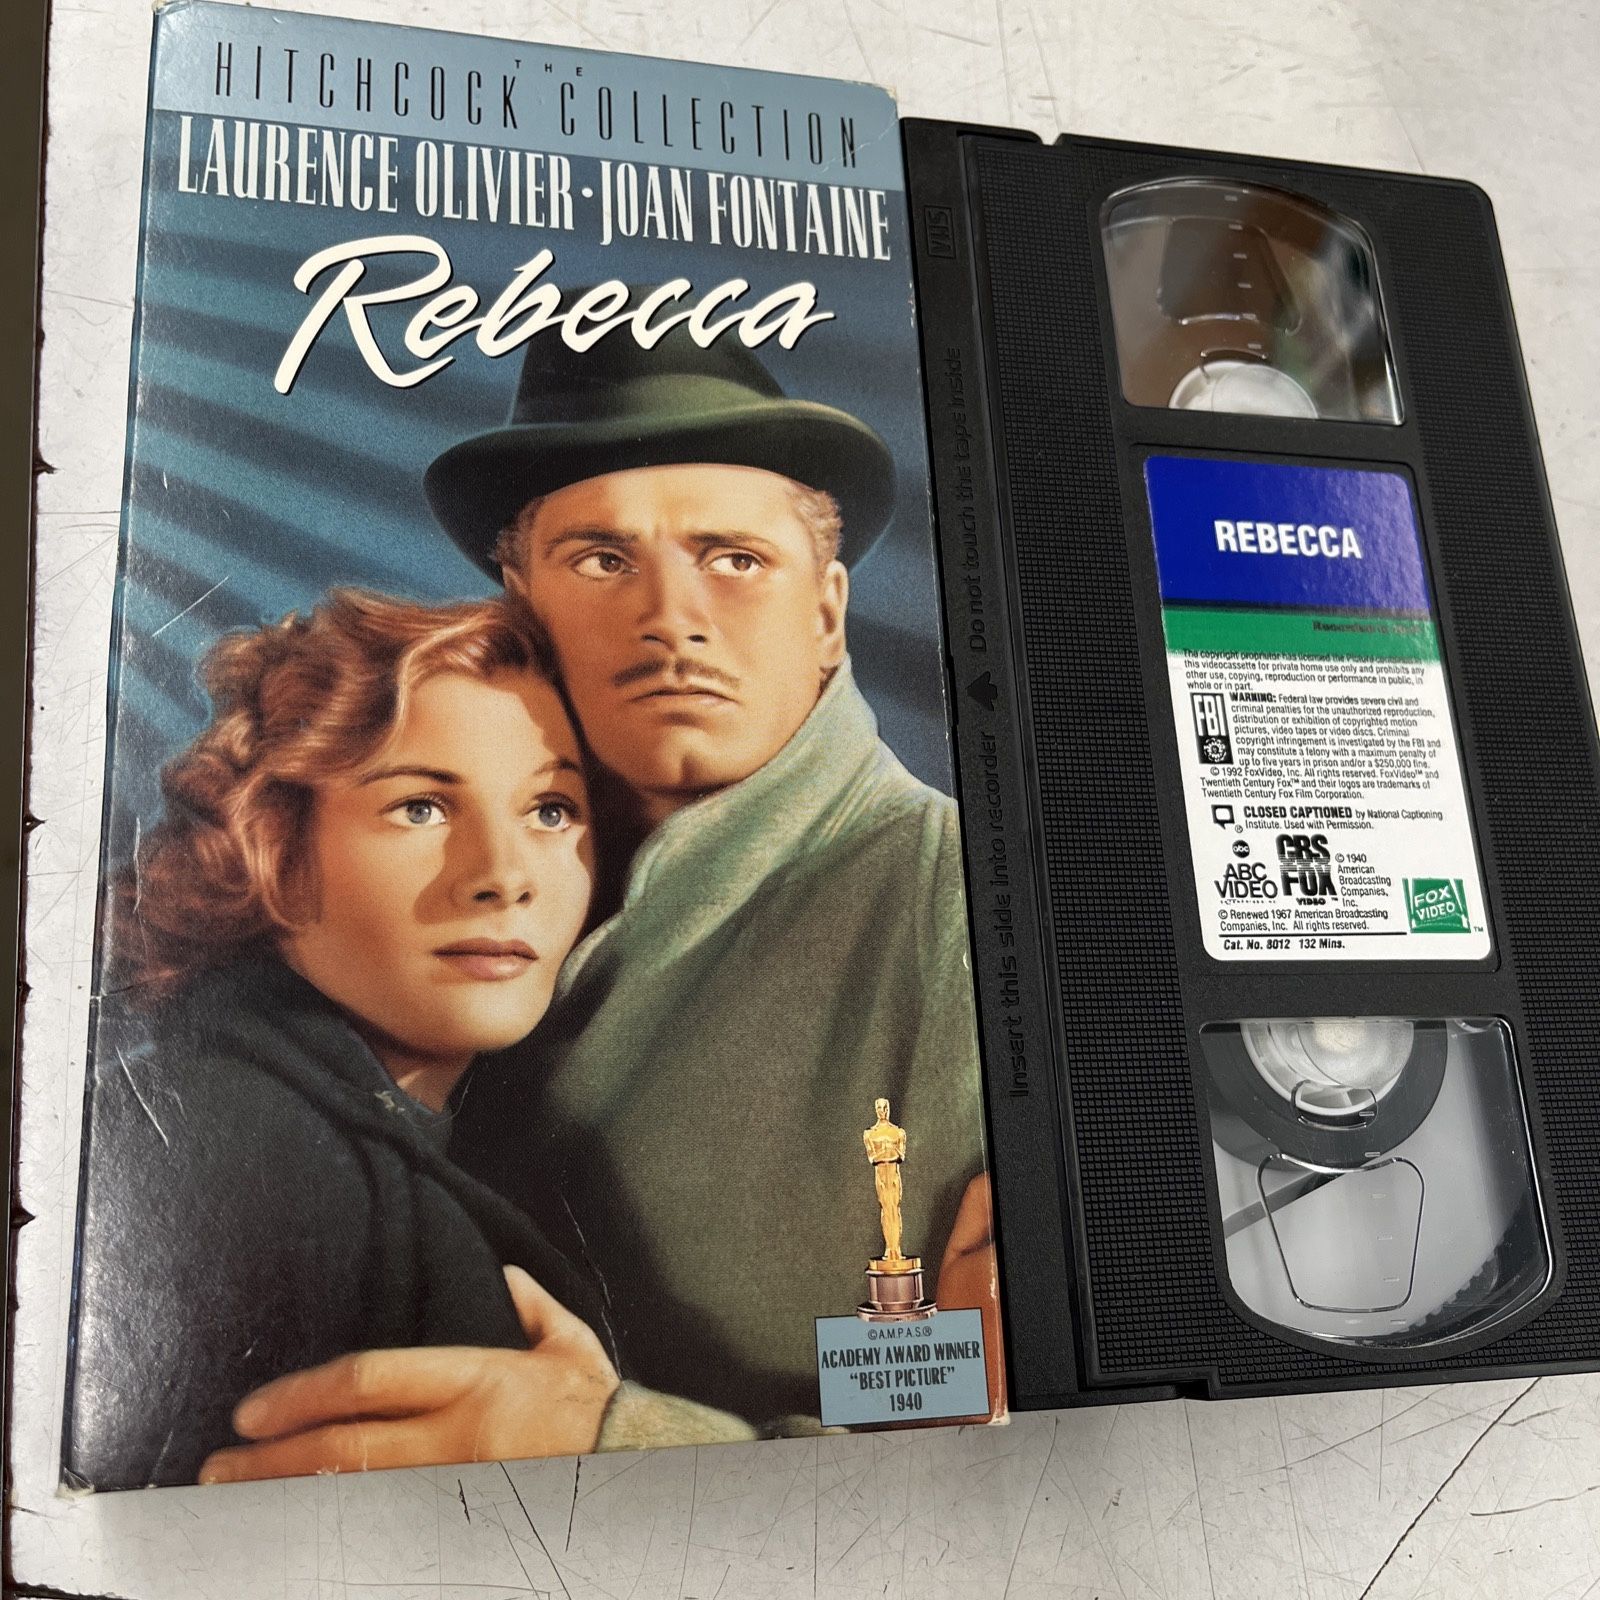 THE
HITCHCOCK COLLECTION
LAURENCE OLIVIER · JOAN FONTAINE
Rebecca
©A.M.P.A.S.®
ACADEMY AWARD WINNER
"BEST PICTURE"
1940
VHS
Do not touch the tape inside
Insert this side into recorder
REBECCA
Recorded in
The copyright proprietor has licensed the Picture contained in
this videocassette for private home use only and prohibits any
other use, copying, reproduction or performance in public, in
whole or in part.
FBI
WARNING: Federal law provides severe civil and
criminal penalties for the unauthorized reproduction,
distribution or exhibition of copyrighted motion
pictures, video tapes or video discs. Criminal
copyright infringement is investigated by the FBI and
may constitute a felony with a maximum penalty of
up to five years in prison and/or a $250,000 fine.
© 1992 FoxVideo, Inc. All rights reserved. FoxVideo™ and
Twentieth Century Fox™ and their logos are trademarks of
Twentieth Century Fox Film Corporation.
CLOSED CAPTIONED by National Captioning
® Institute. Used with Permission.
abc
ABC
VIDEO
ENTERPRISES
CBS
FOX
VIDEO™
© 1940
American
Broadcasting
Companies,
Inc.
FOX
VIDEO
™
© Renewed 1967 American Broadcasting
Companies, Inc. All rights reserved.
Cat. No. 8012 132 Mins.